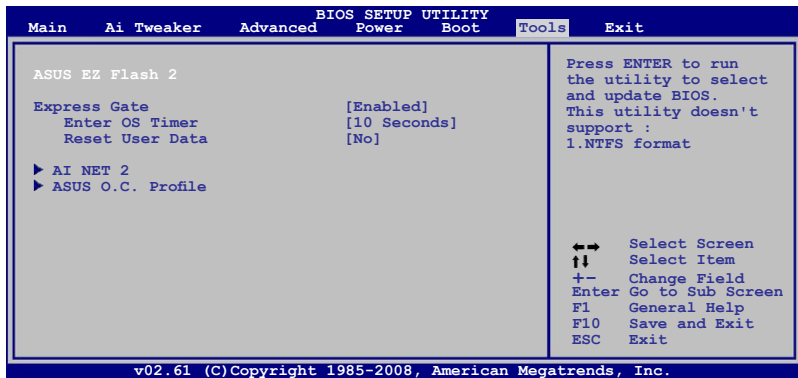 BIOS SETUP UTILITY
Main Ai Tweaker Advanced Power Boot Tools Exit
ASUS EZ Flash 2
Express Gate [Enabled]
Enter OS Timer [10 Seconds]
Reset User Data [No]
AI NET 2
ASUS O.C. Profile
Press ENTER to run
the utility to select
and update BIOS.
This utility doesn't
support :
1.NTFS format
←→ Select Screen
↑↓ Select Item
+- Change Field
Enter Go to Sub Screen
F1 General Help
F10 Save and Exit
ESC Exit
v02.61 (C)Copyright 1985-2008, American Megatrends, Inc.